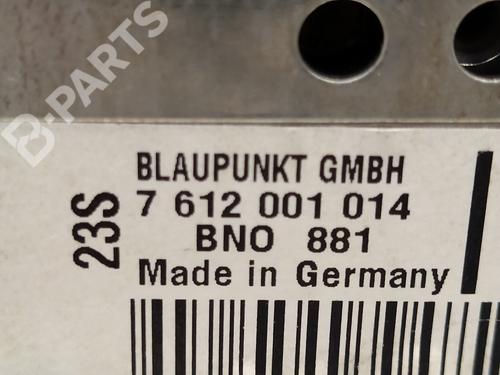 B-PARTS
BLAUPUNKT GMBH
7 612 001 014
BNO 881
Made in Germany
23S